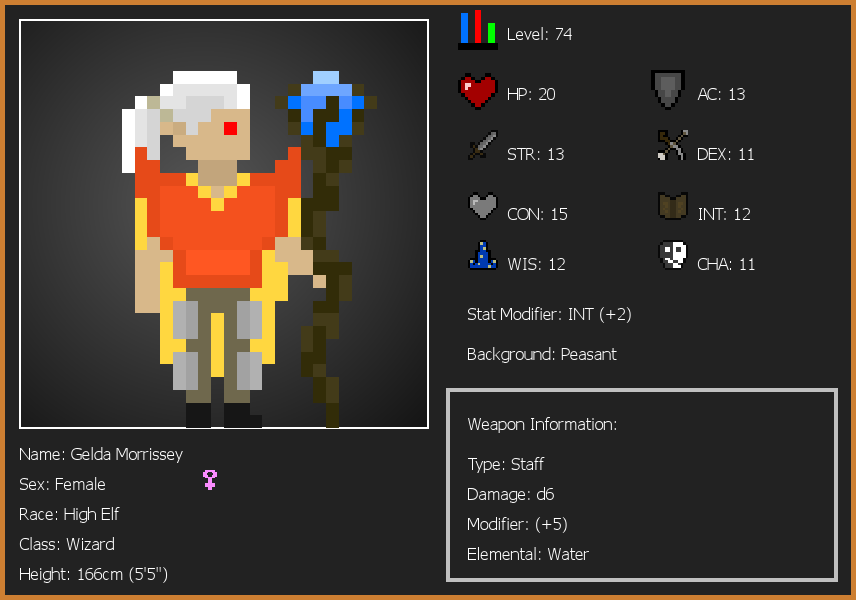 Level: 74
HP: 20
AC: 13
STR: 13
DEX: 11
CON: 15
INT: 12
WIS: 12
CHA: 11
Stat Modifier: INT (+2)
Background: Peasant
Weapon Information:
Type: Staff
Damage: d6
Modifier: (+5)
Elemental: Water
Name: Gelda Morrissey
Sex: Female
Race: High Elf
Class: Wizard
Height: 166cm (5'5")